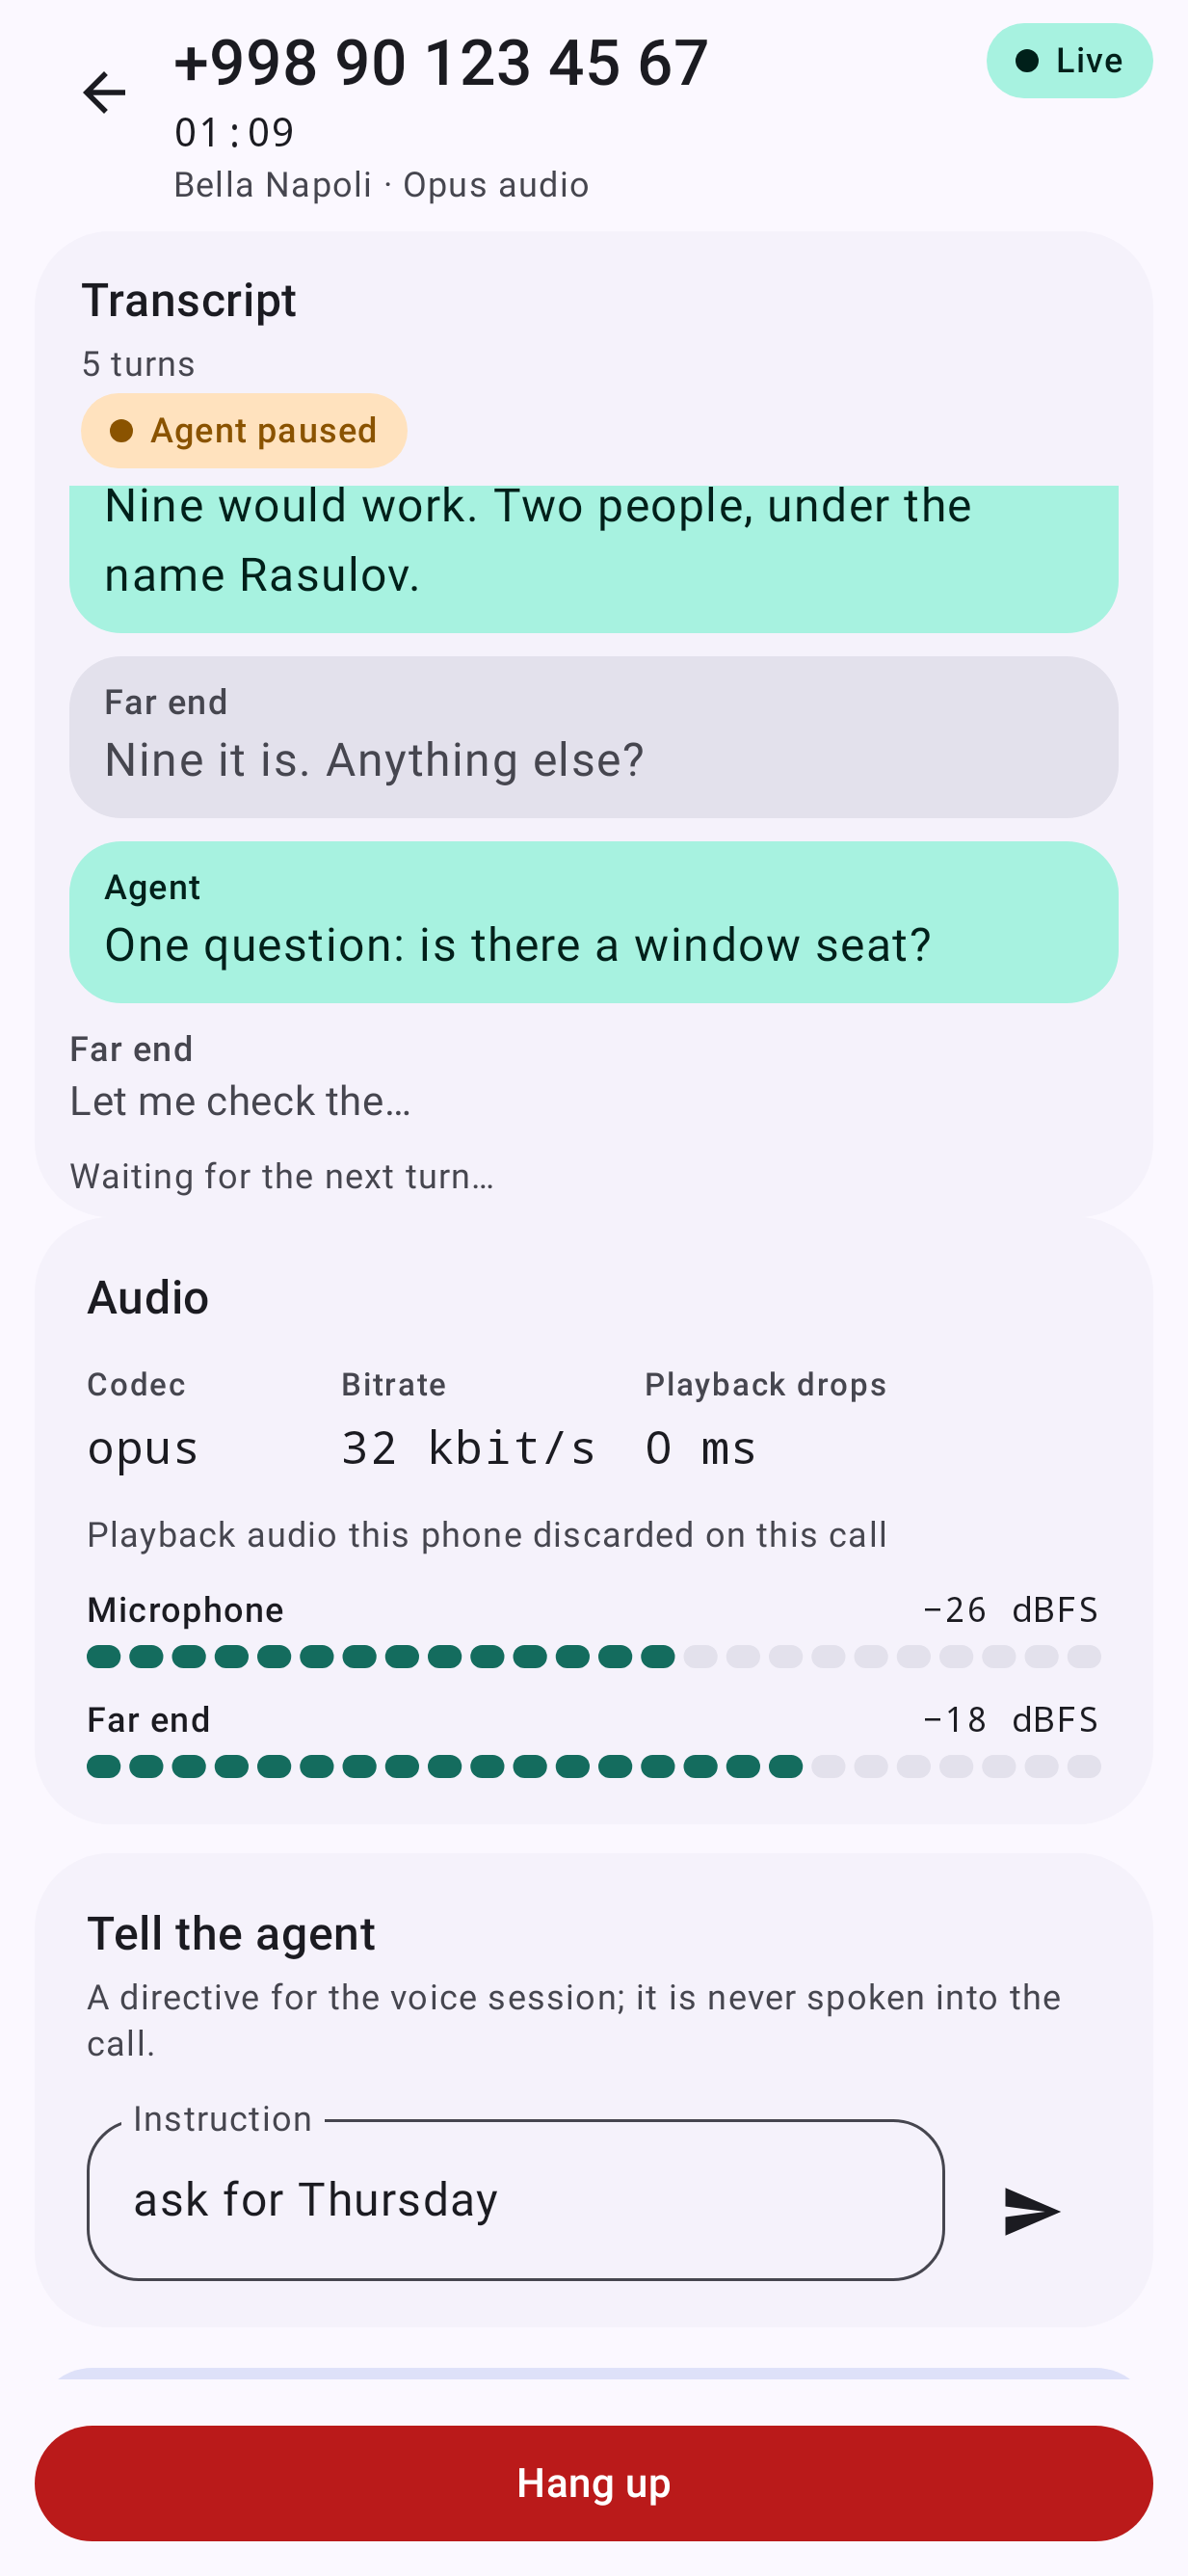 +998 90 123 45 67
Live
01:09
Bella Napoli · Opus audio
Transcript
5 turns
Agent paused
Nine would work. Two people, under the
name Rasulov.
Far end
Nine it is. Anything else?
Agent
One question: is there a window seat?
Far end
Let me check the…
Waiting for the next turn…
Audio
Codec Bitrate Playback drops
opus 32 kbit/s 0 ms
Playback audio this phone discarded on this call
Microphone −26 dBFS
Far end −18 dBFS
Tell the agent
A directive for the voice session; it is never spoken into the
call.
Instruction
ask for Thursday
Hang up